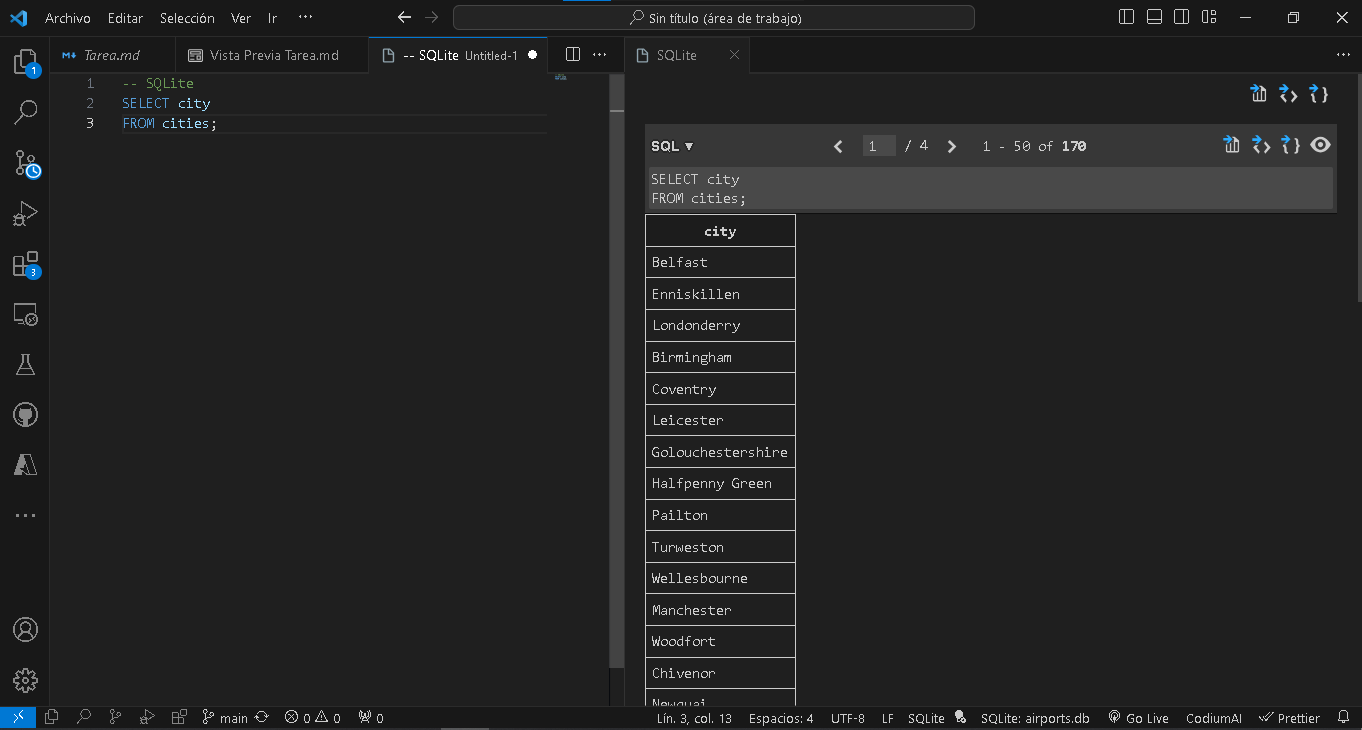 Archivo Editar Selección Ver Ir ··· Sin título (área de trabajo)
Tarea.md Vista Previa Tarea.md -- SQLite Untitled-1 ··· SQLite ···
1 -- SQLite
2 SELECT city
3 FROM cities;
SQL ▼ 1 / 4 1 - 50 of 170
SELECT city
FROM cities;
city
Belfast
Enniskillen
Londonderry
Birmingham
Coventry
Leicester
Golouchestershire
Halfpenny Green
Pailton
Turweston
Wellesbourne
Manchester
Woodfort
Chivenor
Newquai
1
3
main 0 0 0 Lín. 3, col. 13 Espacios: 4 UTF-8 LF SQLite SQLite: airports.db Go Live CodiumAI Prettier